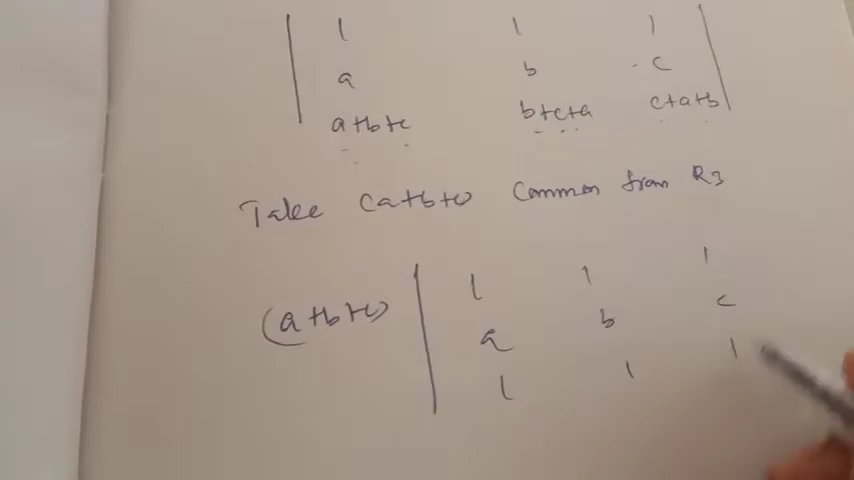 | 1 1 1 |
a b c
a+b+c b+c+a c+a+b
Take (a+b+c) common from R3
(a+b+c) | 1 1 1
a b c
1 1 1